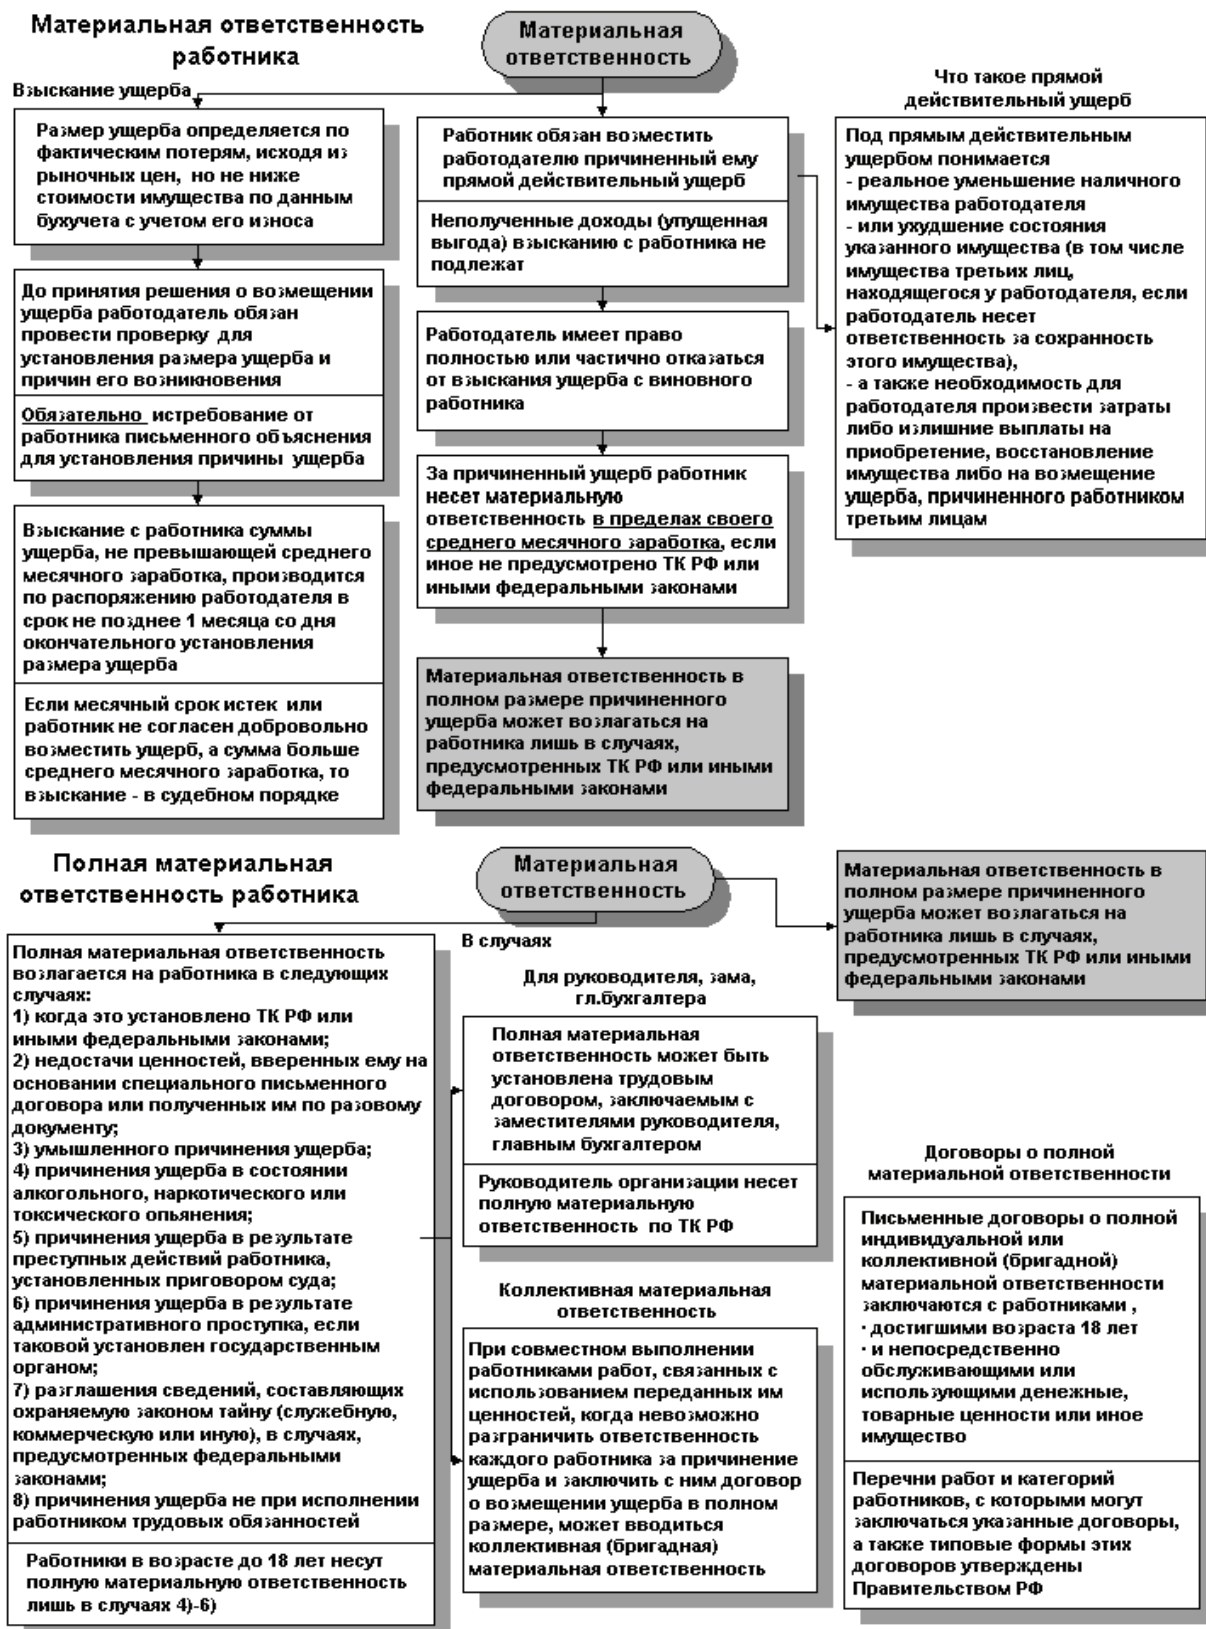 Материальная ответственность
работника
Материальная
ответственность
Взыскание ущерба
Размер ущерба определяется по
фактическим потерям, исходя из
рыночных цен, но не ниже
стоимости имущества по данным
бухучета с учетом его износа
До принятия решения о возмещении
ущерба работодатель обязан
провести проверку для
установления размера ущерба и
причин его возникновения
Обязательно истребование от
работника письменного объяснения
для установления причины ущерба
Взыскание с работника суммы
ущерба, не превышающей среднего
месячного заработка, производится
по распоряжению работодателя в
срок не позднее 1 месяца со дня
окончательного установления
размера ущерба
Если месячный срок истек или
работник не согласен добровольно
возместить ущерб, а сумма больше
среднего месячного заработка, то
взыскание - в судебном порядке
Работник обязан возместить
работодателю причиненный ему
прямой действительный ущерб
Неполученные доходы (упущенная
выгода) взысканию с работника не
подлежат
Работодатель имеет право
полностью или частично отказаться
от взыскания ущерба с виновного
работника
За причиненный ущерб работник
несет материальную
ответственность в пределах своего
среднего месячного заработка, если
иное не предусмотрено ТК РФ или
иными федеральными законами
Материальная ответственность в
полном размере причиненного
ущерба может возлагаться на
работника лишь в случаях,
предусмотренных ТК РФ или иными
федеральными законами
Что такое прямой
действительный ущерб
Под прямым действительным
ущербом понимается
- реальное уменьшение наличного
имущества работодателя
- или ухудшение состояния
указанного имущества (в том числе
имущества третьих лиц,
находящегося у работодателя, если
работодатель несет
ответственность за сохранность
этого имущества),
- а также необходимость для
работодателя произвести затраты
либо излишние выплаты на
приобретение, восстановление
имущества либо на возмещение
ущерба, причиненного работником
третьим лицам
Полная материальная
ответственность работника
Материальная
ответственность
Полная материальная ответственность
возлагается на работника в следующих
случаях:
1) когда это установлено ТК РФ или
иными федеральными законами;
2) недостачи ценностей, вверенных ему на
основании специального письменного
договора или полученных им по разовому
документу;
3) умышленного причинения ущерба;
4) причинения ущерба в состоянии
алкогольного, наркотического или
токсического опьянения;
5) причинения ущерба в результате
преступных действий работника,
установленных приговором суда;
6) причинения ущерба в результате
административного проступка, если
таковой установлен государственным
органом;
7) разглашения сведений, составляющих
охраняемую законом тайну (служебную,
коммерческую или иную), в случаях,
предусмотренных федеральными
законами;
8) причинения ущерба не при исполнении
работником трудовых обязанностей
Работники в возрасте до 18 лет несут
полную материальную ответственность
лишь в случаях 4)-6)
В случаях
Для руководителя, зама,
гл.бухгалтера
Полная материальная
ответственность может быть
установлена трудовым
договором, заключаемым с
заместителями руководителя,
главным бухгалтером
Руководитель организации несет
полную материальную
ответственность по ТК РФ
Коллективная материальная
ответственность
При совместном выполнении
работниками работ, связанных с
использованием переданных им
ценностей, когда невозможно
разграничить ответственность
каждого работника за причинение
ущерба и заключить с ним договор
о возмещении ущерба в полном
размере, может вводиться
коллективная (бригадная)
материальная ответственность
Материальная ответственность в
полном размере причиненного
ущерба может возлагаться на
работника лишь в случаях,
предусмотренных ТК РФ или иными
федеральными законами
Договоры о полной
материальной ответственности
Письменные договоры о полной
индивидуальной или
коллективной (бригадной)
материальной ответственности
заключаются с работниками ,
· достигшими возраста 18 лет
· и непосредственно
обслуживающими или
использующими денежные,
товарные ценности или иное
имущество
Перечни работ и категорий
работников, с которыми могут
заключаться указанные договоры,
а также типовые формы этих
договоров утверждены
Правительством РФ